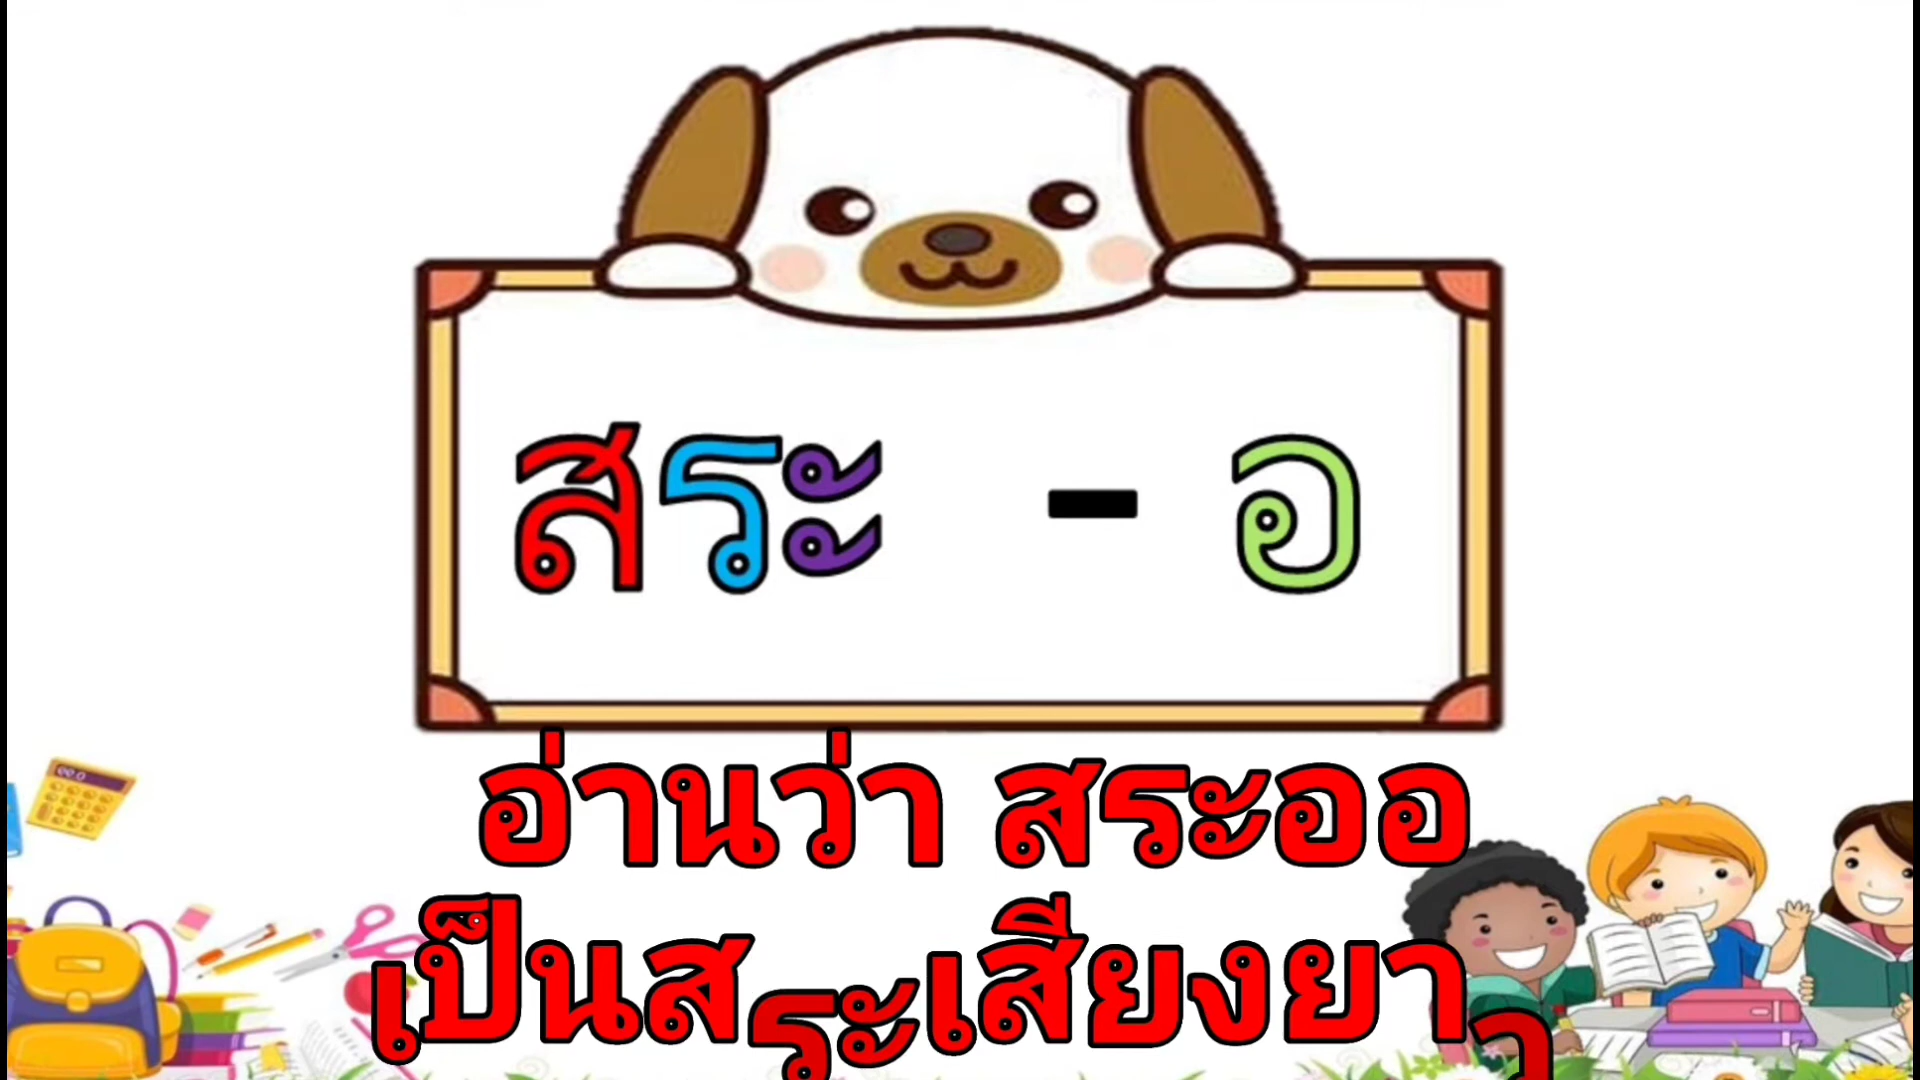 สระ - อ
อ่านว่า สระออ
เป็นสระเสียงยาว